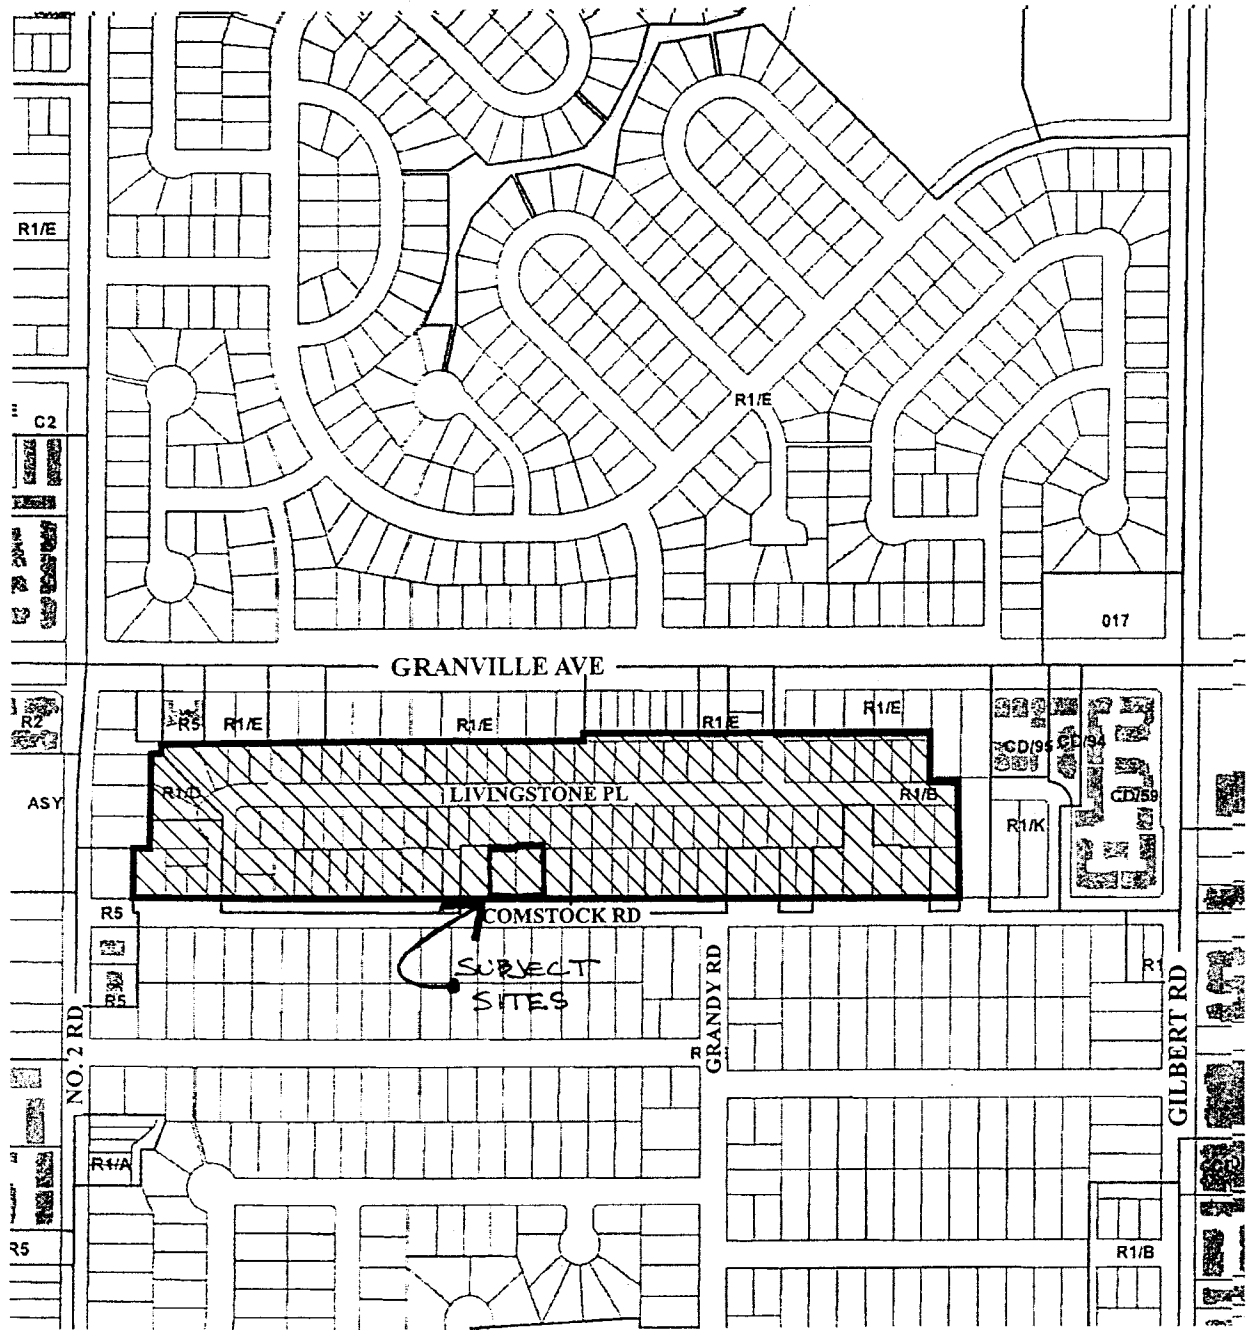 R1/E
C2
R1/E
017
GRANVILLE AVE
R2
R5
R1/E
R1/E
R1/E
R1/E
CD/95
CD/94
ASY
R1/D
LIVINGSTONE PL
R1/B
CD/59
R1/K
R5
COMSTOCK RD
SUBJECT
SITES
R1
R5
NO. 2 RD
GRANDY RD
GILBERT RD
R
R1/A
R5
R1/B